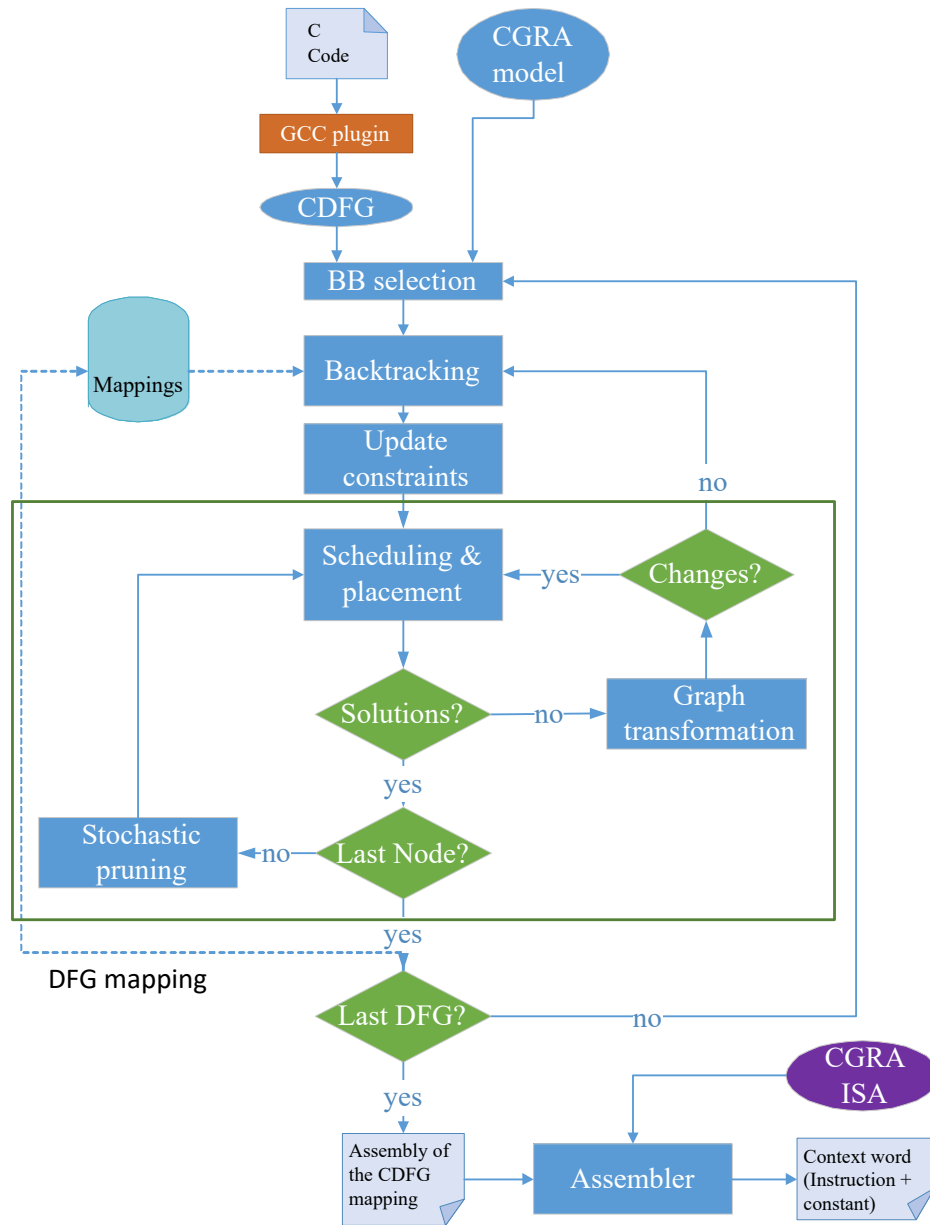 C
Code
CGRA
model
GCC plugin
CDFG
BB selection
Mappings
Backtracking
Update
constraints
no
Scheduling &
placement
yes
Changes?
Solutions?
no
Graph
transformation
yes
Stochastic
pruning
no
Last Node?
yes
DFG mapping
Last DFG?
no
CGRA
ISA
yes
Assembly of
the CDFG
mapping
Assembler
Context word
(Instruction +
constant)